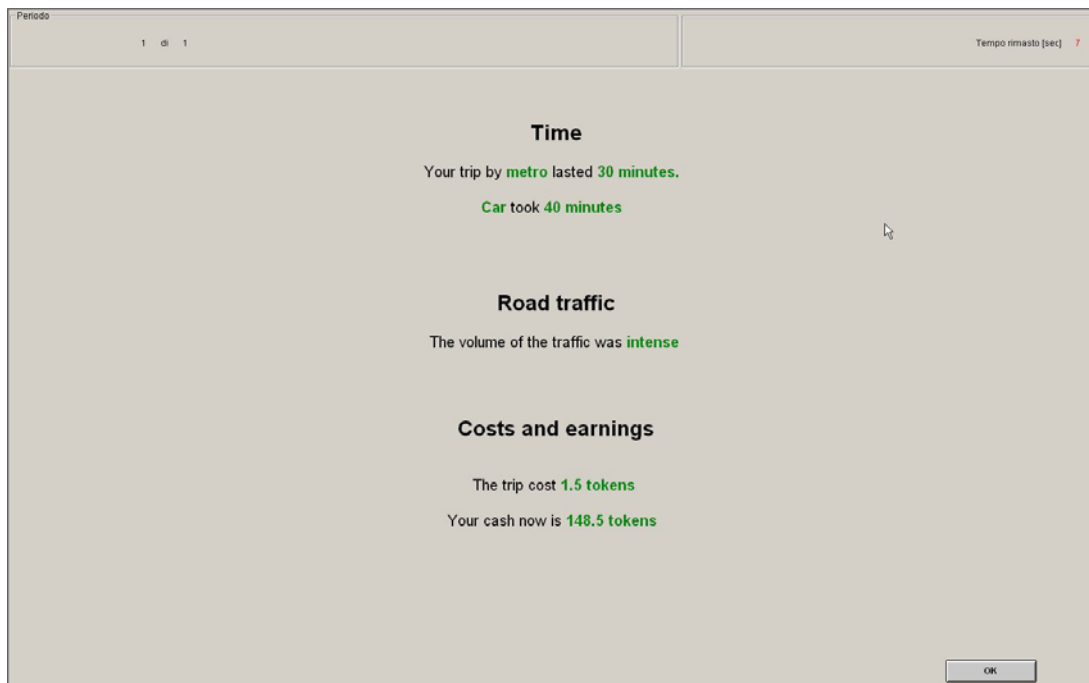 Periodo
1 di 1
Tempo rimasto [sec] 7
Time
Your trip by metro lasted 30 minutes.
Car took 40 minutes
Road traffic
The volume of the traffic was intense
Costs and earnings
The trip cost 1.5 tokens
Your cash now is 148.5 tokens
OK